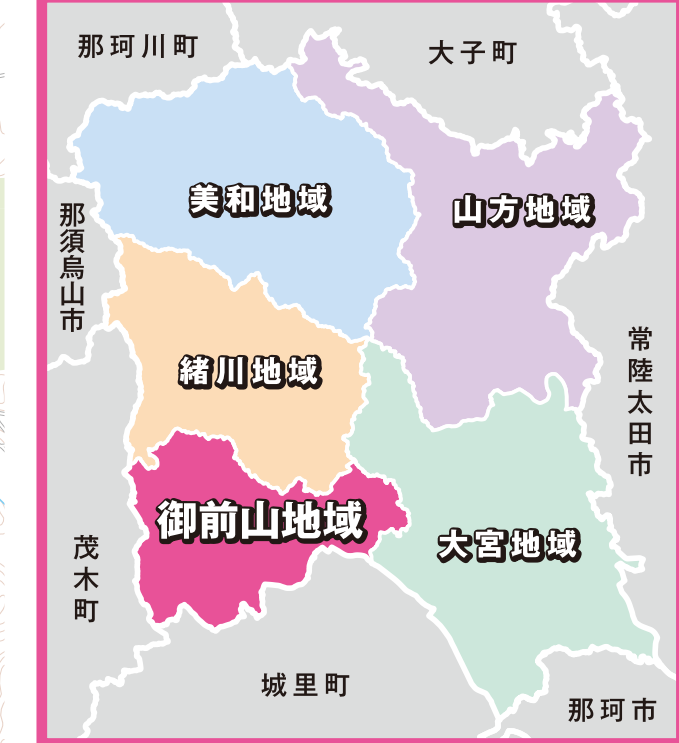 那珂川町
大子町
美和地域
山方地域
那須烏山市
常陸太田市
緒川地域
御前山地域
大宮地域
茂木町
城里町
那珂市